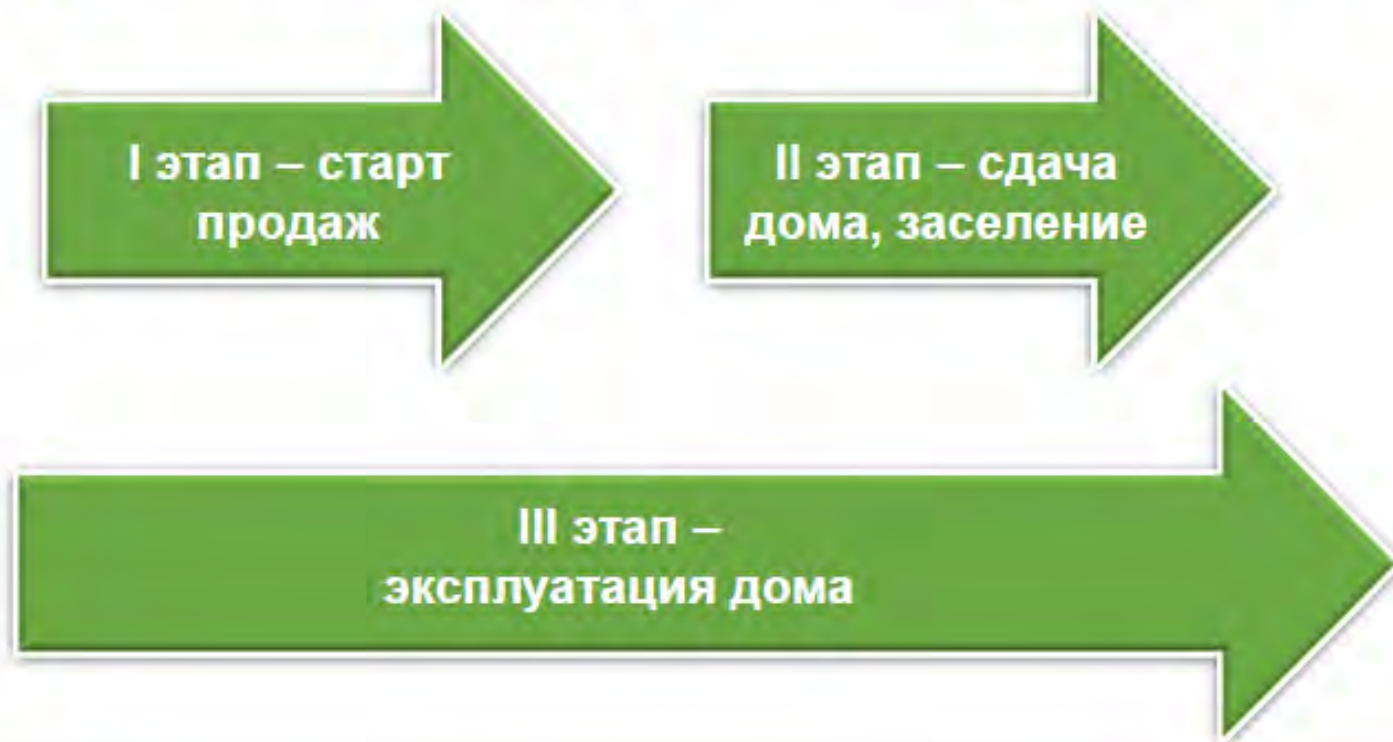 I этап – старт
продаж
II этап – сдача
дома, заселение
III этап –
эксплуатация дома